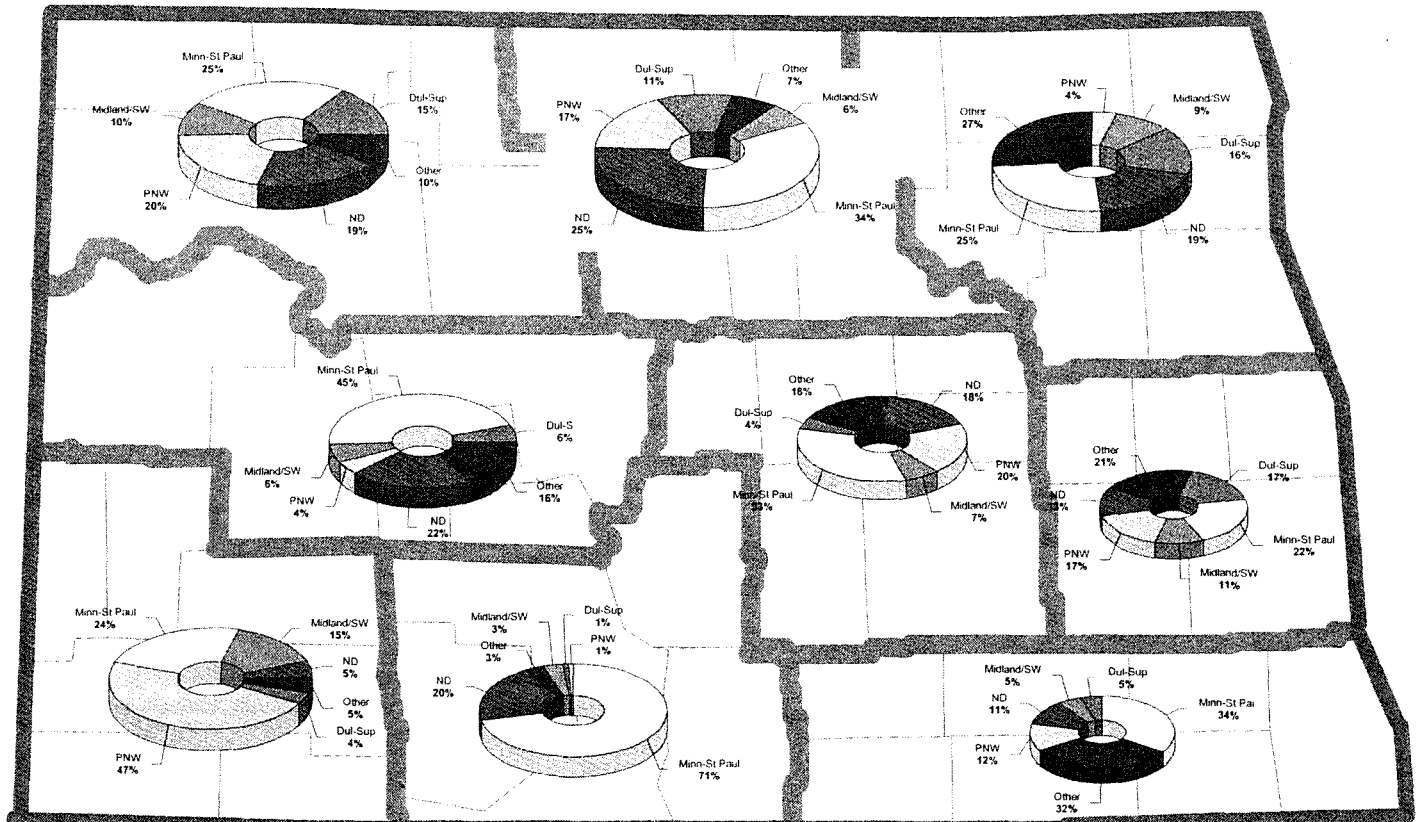 Minn-St Paul
25%
Dul-Sup
15%
Midland/SW
10%
Other
10%
PNW
20%
ND
19%
Dul-Sup
11%
Other
7%
PNW
17%
Midland/SW
6%
ND
25%
Minn-St Paul
34%
PNW
4%
Midland/SW
9%
Other
27%
Dul-Sup
16%
Minn-St Paul
25%
ND
19%
Minn-St Paul
45%
Dul-S
6%
Midland/SW
6%
PNW
4%
Other
16%
ND
22%
Other
18%
ND
18%
Dul-Sup
4%
PNW
20%
Minn/St Paul
33%
Midland/SW
7%
Other
21%
Dul-Sup
17%
ND
13%
PNW
17%
Minn-St Paul
22%
Midland/SW
11%
Minn-St Paul
24%
Midland/SW
15%
ND
5%
Other
5%
Dul-Sup
4%
PNW
47%
Midland/SW
3%
Dul-Sup
1%
Other
3%
PNW
1%
ND
20%
Minn-St Paul
71%
Midland/SW
5%
Dul-Sup
5%
ND
11%
Minn-St Pai
34%
PNW
12%
Other
32%